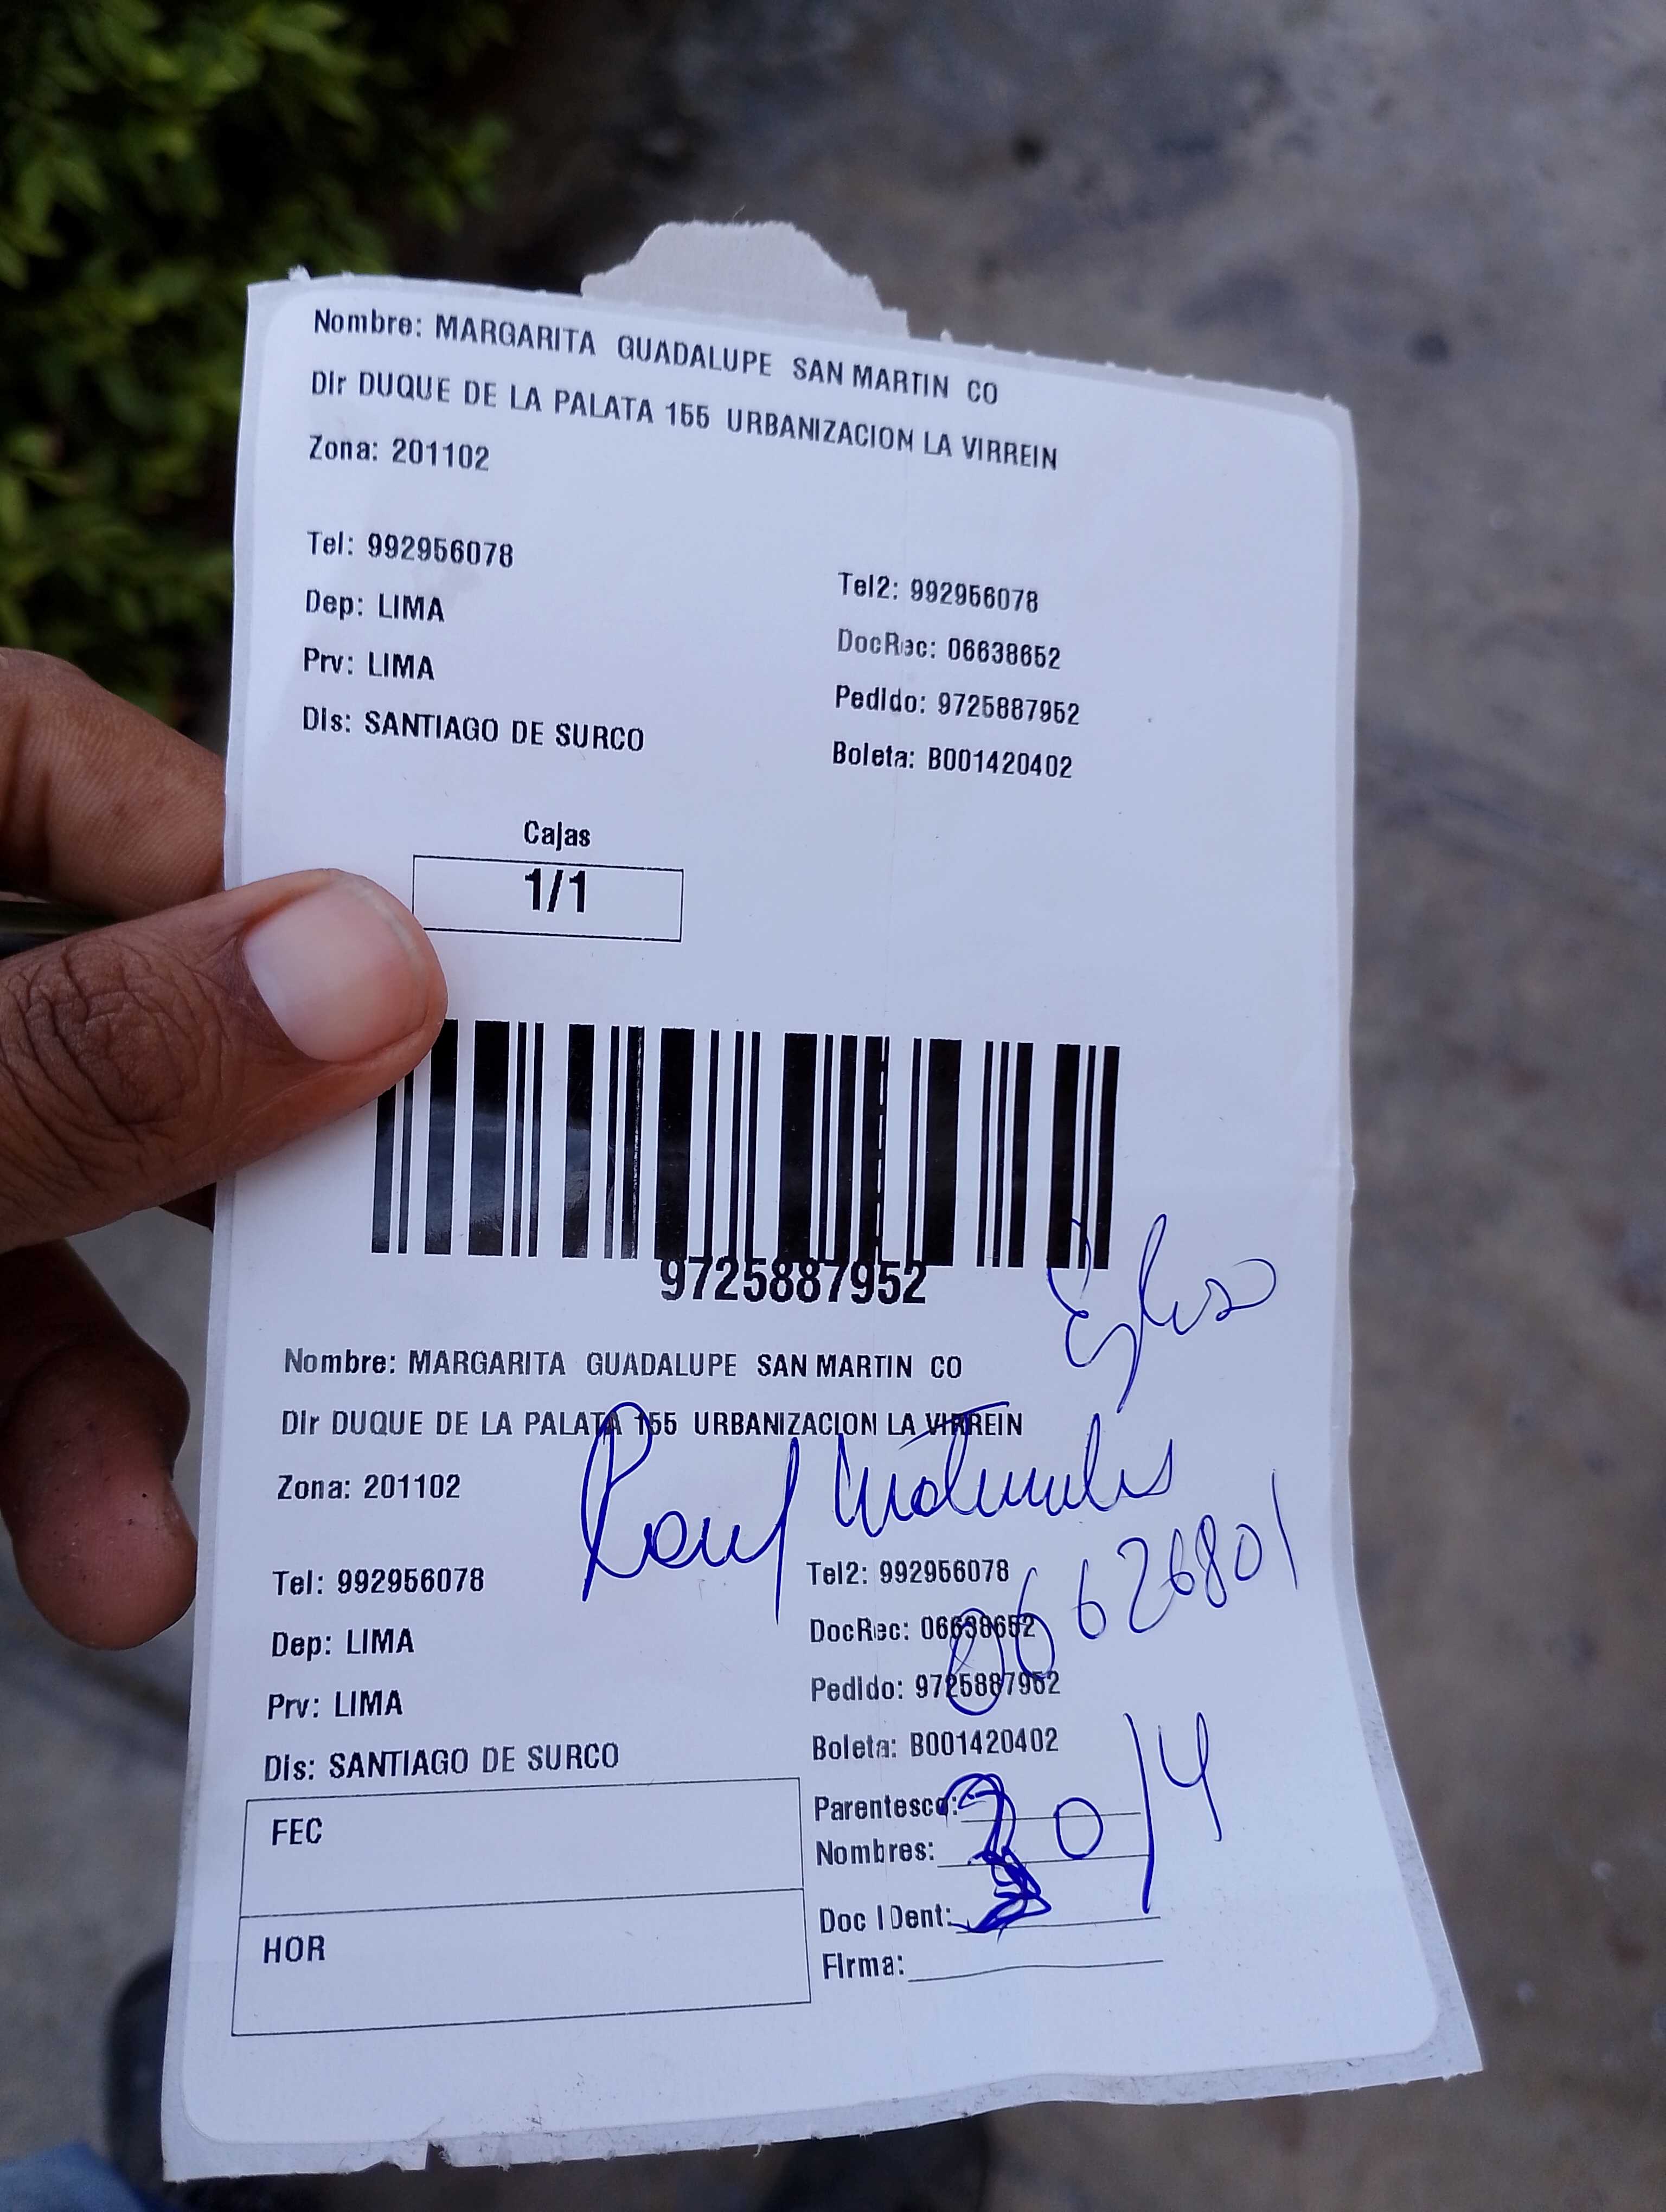 Nombre: MARGARITA GUADALUPE SAN MARTIN CO
Dir DUQUE DE LA PALATA 155 URBANIZACION LA VIRREIN
Zona: 201102
Tel: 992956078
Tel2: 992956078
Dep: LIMA
DocRec: 06638652
Prv: LIMA
Pedido: 9725887952
Dis: SANTIAGO DE SURCO
Boleta: B001420402
Cajas
1/1
9725887952
Nombre: MARGARITA GUADALUPE SAN MARTIN CO
Dir DUQUE DE LA PALATA 155 URBANIZACION LA VIRREIN
Zona: 201102
06626801
Tel: 992956078
Tel2: 992956078
Dep: LIMA
DocRec: 06638652
Prv: LIMA
Pedido: 9725887952
Dis: SANTIAGO DE SURCO
Boleta: B001420402
FEC
Parentesco:
20/4
Nombres:
HOR
Doc IDent:
Firma: